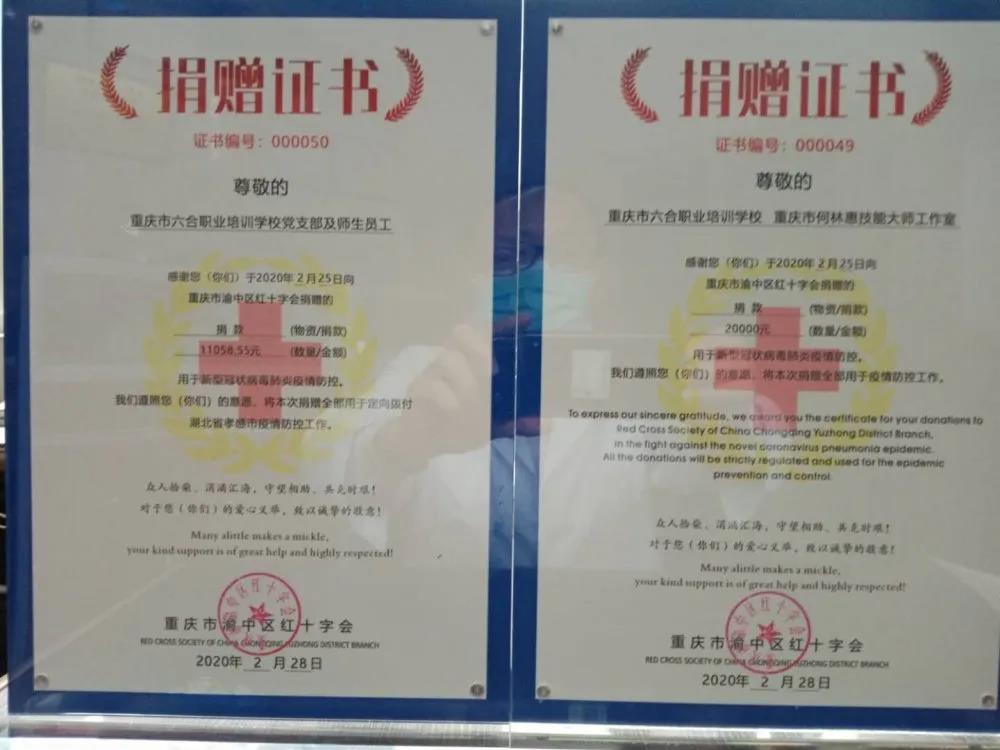 捐赠证书
证书编号：000050
尊敬的
重庆市六合职业培训学校党支部及师生员工
感谢您（你们）于2020年2月25日向
重庆市渝中区红十字会捐赠的
捐 款 (物资/捐款)
11058.55元 (数量/金额)
用于新型冠状病毒肺炎疫情防控。
我们遵照您（你们）的意愿、将本次捐赠全部用于定向拨付
湖北省孝感市疫情防控工作。
众人拾柴、涓滴汇海，守望相助、共克时艰！
对于您（你们）的爱心义举，致以诚挚的敬意！
Many alittle makes a mickle,
your kind support is of great help and highly respected!
重庆市渝中区红十字会
RED CROSS SOCIETY OF CHINA CHONGQING YUZHONG DISTRICT BRANCH
2020年 2 月 28 日
捐赠证书
证书编号：000049
尊敬的
重庆市六合职业培训学校 重庆市何林惠技能大师工作室
感谢您（你们）于2020年2月25日向
重庆市渝中区红十字会捐赠的
捐 款 (物资/捐款)
20000元 (数量/金额)
用于新型冠状病毒肺炎疫情防控。
我们遵照您（你们）的意愿、将本次捐赠全部用于疫情防控工作。
To express our sincere gratitude, we award you the certificate for your donations to
Red Cross Society of China Chongqing Yuzhong District Branch,
in the fight against the novel coronavirus pneumonia epidemic.
All the donations will be strictly regulated and used for the epidemic
prevention and control.
众人拾柴、涓滴汇海，守望相助、共克时艰！
对于您（你们）的爱心义举，致以诚挚的敬意！
Many alittle makes a mickle,
your kind support is of great help and highly respected!
重庆市渝中区红十字会
RED CROSS SOCIETY OF CHINA CHONGQING YUZHONG DISTRICT BRANCH
2020年 2 月 28 日